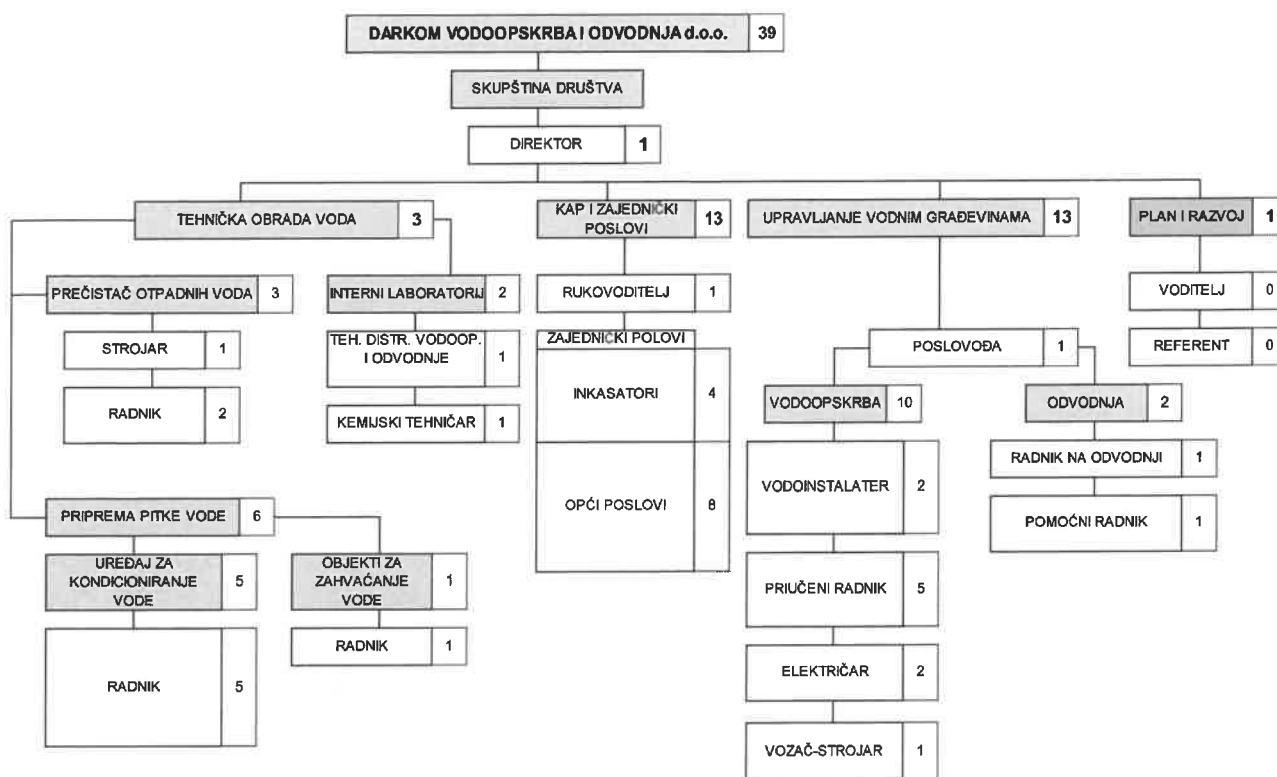 DARKOM VODOOPSKRBA I ODVODNJA d.o.o. 39
SKUPŠTINA DRUŠTVA
DIREKTOR 1
TEHNIČKA OBRADA VODA 3
KAP I ZAJEDNIČKI
POSLOVI 13
UPRAVLJANJE VODNIM GRAĐEVINAMA 13
PLAN I RAZVOJ 1
PREČISTAČ OTPADNIH VODA 3
STROJAR 1
RADNIK 2
INTERNI LABORATORIJ 2
TEH. DISTR. VODOOP.
I ODVODNJE 1
KEMIJSKI TEHNIČAR 1
PRIPREMA PITKE VODE 6
UREĐAJ ZA
KONDICIONIRANJE
VODE 5
RADNIK 5
OBJEKTI ZA
ZAHVAĆANJE
VODE 1
RADNIK 1
RUKOVODITELJ 1
ZAJEDNIČKI POLOVI
INKASATORI 4
OPĆI POSLOVI 8
POSLOVOĐA 1
VODOOPSKRBA 10
VODOINSTALATER 2
PRIUČENI RADNIK 5
ELEKTRIČAR 2
VOZAČ-STROJAR 1
ODVODNJA 2
RADNIK NA ODVODNJI 1
POMOĆNI RADNIK 1
VODITELJ 0
REFERENT 0